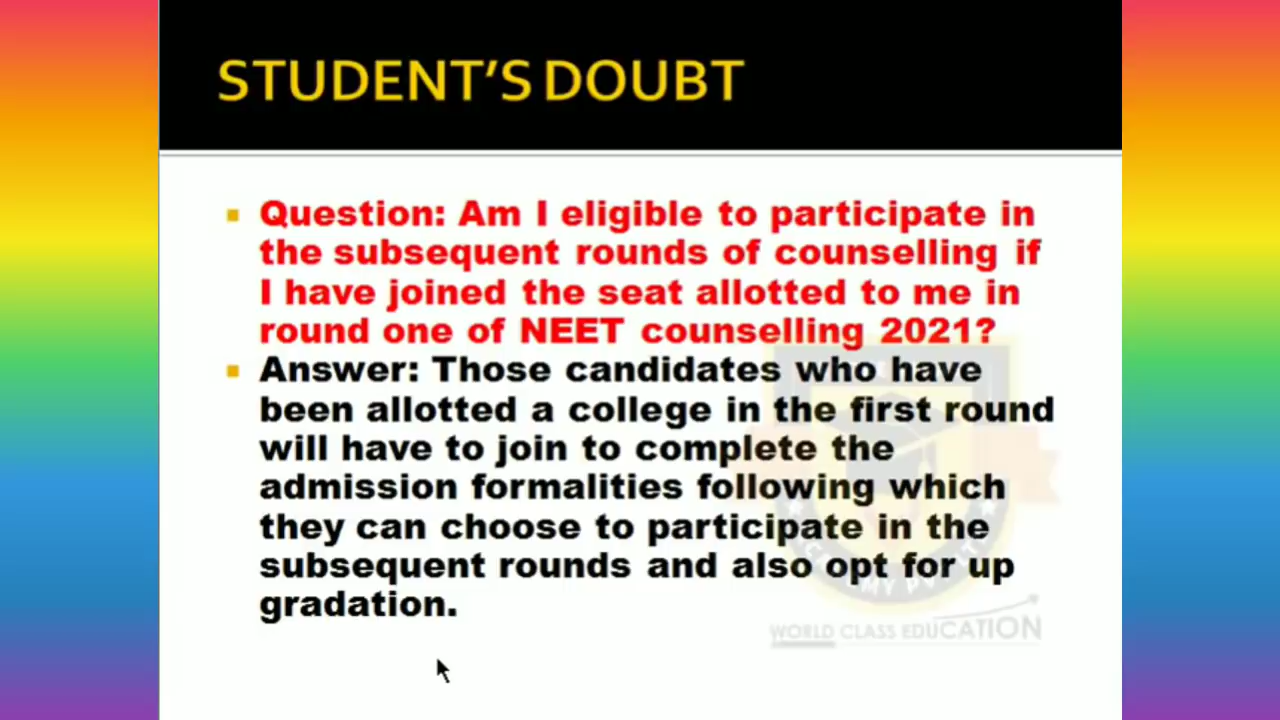 STUDENT'S DOUBT
Question: Am I eligible to participate in
the subsequent rounds of counselling if
I have joined the seat allotted to me in
round one of NEET counselling 2021?
Answer: Those candidates who have
been allotted a college in the first round
will have to join to complete the
admission formalities following which
they can choose to participate in the
subsequent rounds and also opt for up
gradation.
WORLD CLASS EDUCATION